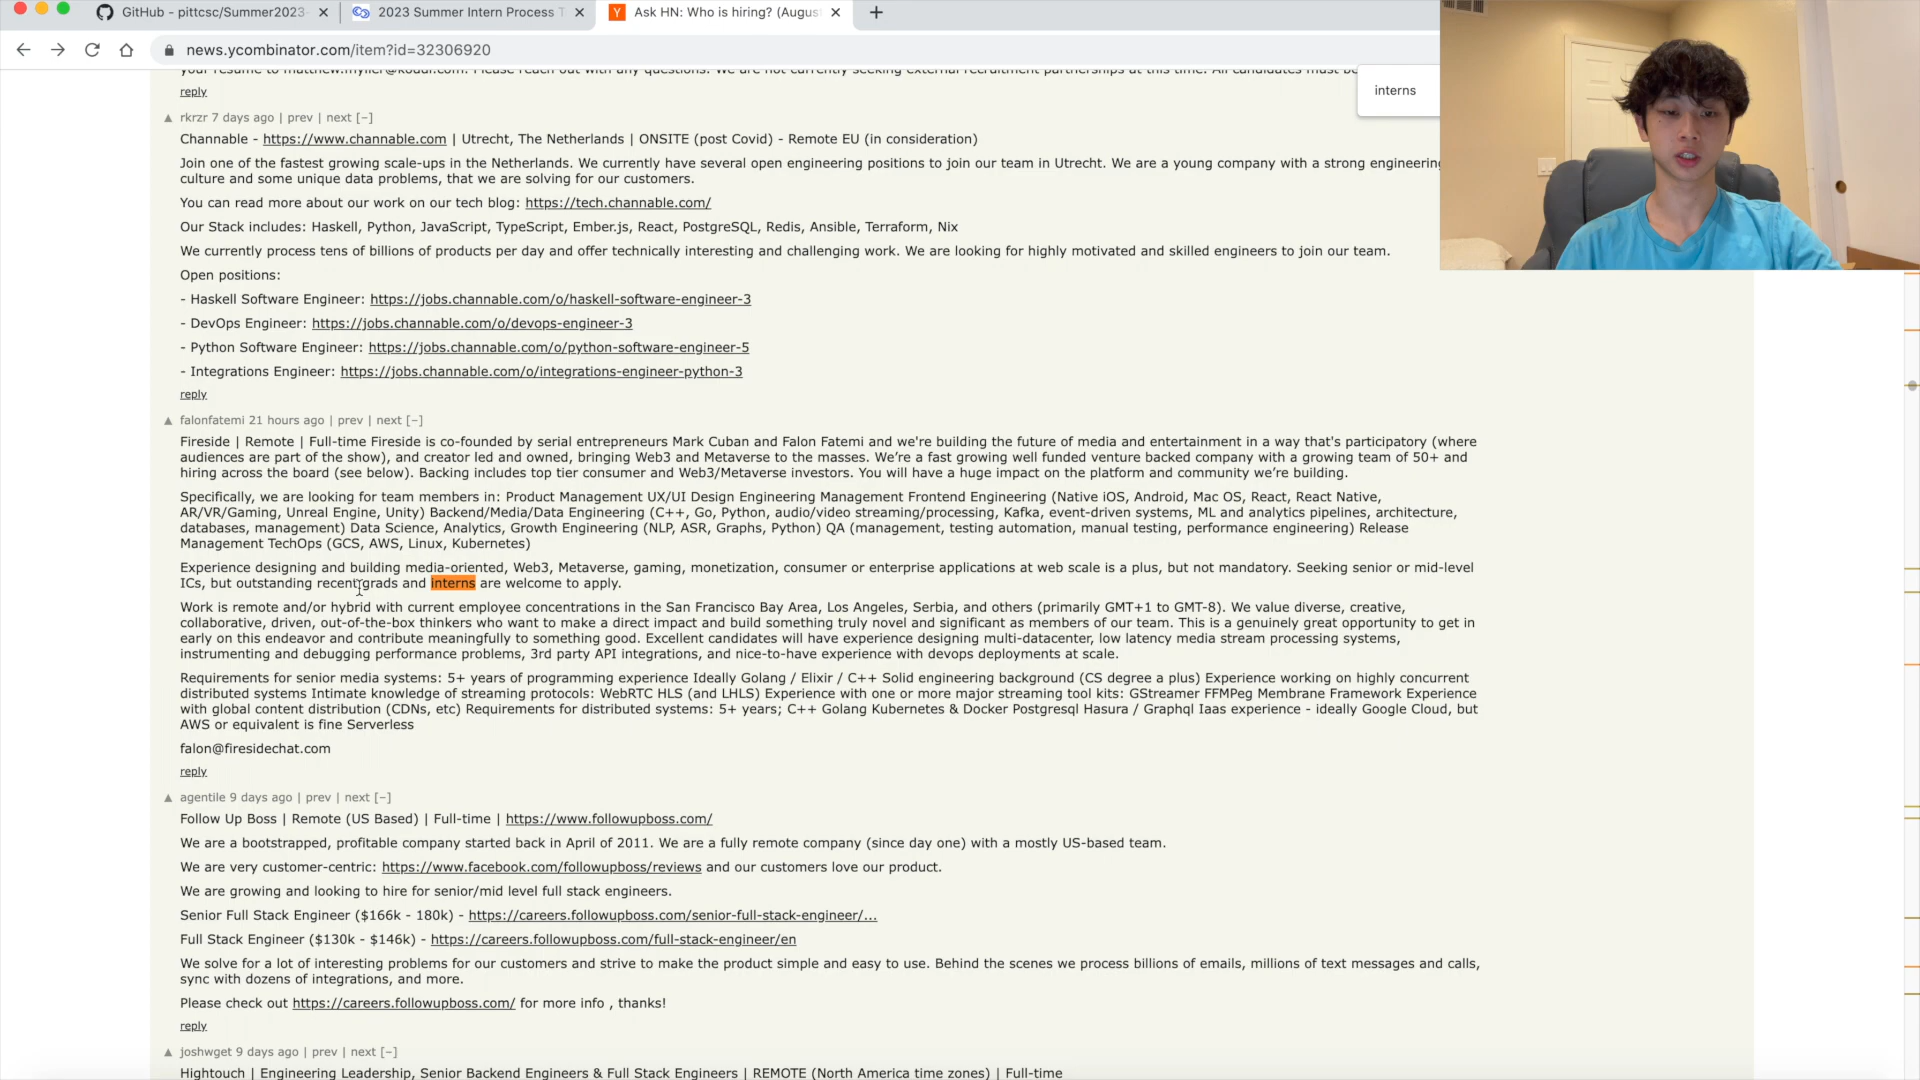 GitHub - pittcsc/Summer2023-
2023 Summer Intern Process T
Ask HN: Who is hiring? (Augus
news.ycombinator.com/item?id=32306920
interns
your resume to matthew.myller@kodui.com. Please reach out with any questions. We are not currently seeking external recruitment partnerships at this time. All candidates must be
reply
rkrzr 7 days ago | prev | next [–]
Channable - https://www.channable.com | Utrecht, The Netherlands | ONSITE (post Covid) - Remote EU (in consideration)
Join one of the fastest growing scale-ups in the Netherlands. We currently have several open engineering positions to join our team in Utrecht. We are a young company with a strong engineering
culture and some unique data problems, that we are solving for our customers.
You can read more about our work on our tech blog: https://tech.channable.com/
Our Stack includes: Haskell, Python, JavaScript, TypeScript, Ember.js, React, PostgreSQL, Redis, Ansible, Terraform, Nix
We currently process tens of billions of products per day and offer technically interesting and challenging work. We are looking for highly motivated and skilled engineers to join our team.
Open positions:
- Haskell Software Engineer: https://jobs.channable.com/o/haskell-software-engineer-3
- DevOps Engineer: https://jobs.channable.com/o/devops-engineer-3
- Python Software Engineer: https://jobs.channable.com/o/python-software-engineer-5
- Integrations Engineer: https://jobs.channable.com/o/integrations-engineer-python-3
reply
falonfatemi 21 hours ago | prev | next [–]
Fireside | Remote | Full-time Fireside is co-founded by serial entrepreneurs Mark Cuban and Falon Fatemi and we're building the future of media and entertainment in a way that's participatory (where
audiences are part of the show), and creator led and owned, bringing Web3 and Metaverse to the masses. We’re a fast growing well funded venture backed company with a growing team of 50+ and
hiring across the board (see below). Backing includes top tier consumer and Web3/Metaverse investors. You will have a huge impact on the platform and community we’re building.
Specifically, we are looking for team members in: Product Management UX/UI Design Engineering Management Frontend Engineering (Native iOS, Android, Mac OS, React, React Native,
AR/VR/Gaming, Unreal Engine, Unity) Backend/Media/Data Engineering (C++, Go, Python, audio/video streaming/processing, Kafka, event-driven systems, ML and analytics pipelines, architecture,
databases, management) Data Science, Analytics, Growth Engineering (NLP, ASR, Graphs, Python) QA (management, testing automation, manual testing, performance engineering) Release
Management TechOps (GCS, AWS, Linux, Kubernetes)
Experience designing and building media-oriented, Web3, Metaverse, gaming, monetization, consumer or enterprise applications at web scale is a plus, but not mandatory. Seeking senior or mid-level
ICs, but outstanding recent grads and interns are welcome to apply.
Work is remote and/or hybrid with current employee concentrations in the San Francisco Bay Area, Los Angeles, Serbia, and others (primarily GMT+1 to GMT-8). We value diverse, creative,
collaborative, driven, out-of-the-box thinkers who want to make a direct impact and build something truly novel and significant as members of our team. This is a genuinely great opportunity to get in
early on this endeavor and contribute meaningfully to something good. Excellent candidates will have experience designing multi-datacenter, low latency media stream processing systems,
instrumenting and debugging performance problems, 3rd party API integrations, and nice-to-have experience with devops deployments at scale.
Requirements for senior media systems: 5+ years of programming experience Ideally Golang / Elixir / C++ Solid engineering background (CS degree a plus) Experience working on highly concurrent
distributed systems Intimate knowledge of streaming protocols: WebRTC HLS (and LHLS) Experience with one or more major streaming tool kits: GStreamer FFMPeg Membrane Framework Experience
with global content distribution (CDNs, etc) Requirements for distributed systems: 5+ years; C++ Golang Kubernetes & Docker Postgresql Hasura / Graphql Iaas experience - ideally Google Cloud, but
AWS or equivalent is fine Serverless
falon@firesidechat.com
reply
agentile 9 days ago | prev | next [–]
Follow Up Boss | Remote (US Based) | Full-time | https://www.followupboss.com/
We are a bootstrapped, profitable company started back in April of 2011. We are a fully remote company (since day one) with a mostly US-based team.
We are very customer-centric: https://www.facebook.com/followupboss/reviews and our customers love our product.
We are growing and looking to hire for senior/mid level full stack engineers.
Senior Full Stack Engineer ($166k - 180k) - https://careers.followupboss.com/senior-full-stack-engineer/...
Full Stack Engineer ($130k - $146k) - https://careers.followupboss.com/full-stack-engineer/en
We solve for a lot of interesting problems for our customers and strive to make the product simple and easy to use. Behind the scenes we process billions of emails, millions of text messages and calls,
sync with dozens of integrations, and more.
Please check out https://careers.followupboss.com/ for more info , thanks!
reply
joshwget 9 days ago | prev | next [–]
Hightouch | Engineering Leadership, Senior Backend Engineers & Full Stack Engineers | REMOTE (North America time zones) | Full-time